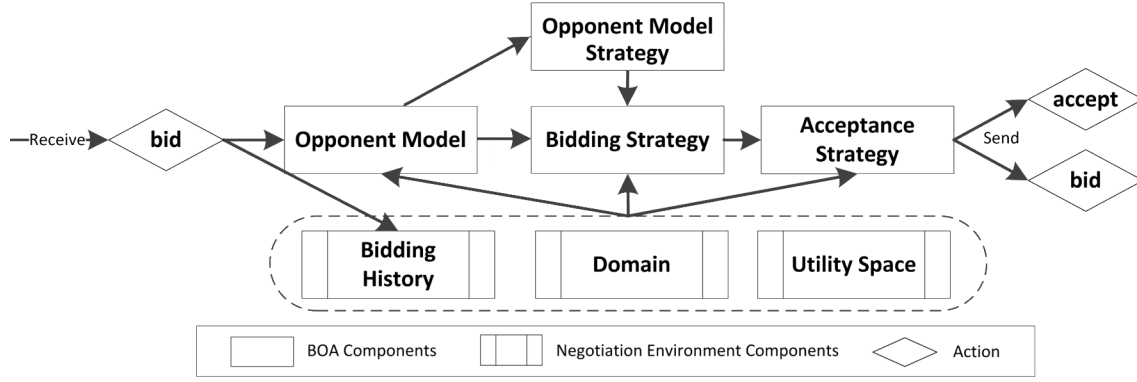 Opponent Model
Strategy
Receive
bid
Opponent Model
Bidding Strategy
Acceptance
Strategy
Send
accept
bid
Bidding
History
Domain
Utility Space
BOA Components
Negotiation Environment Components
Action